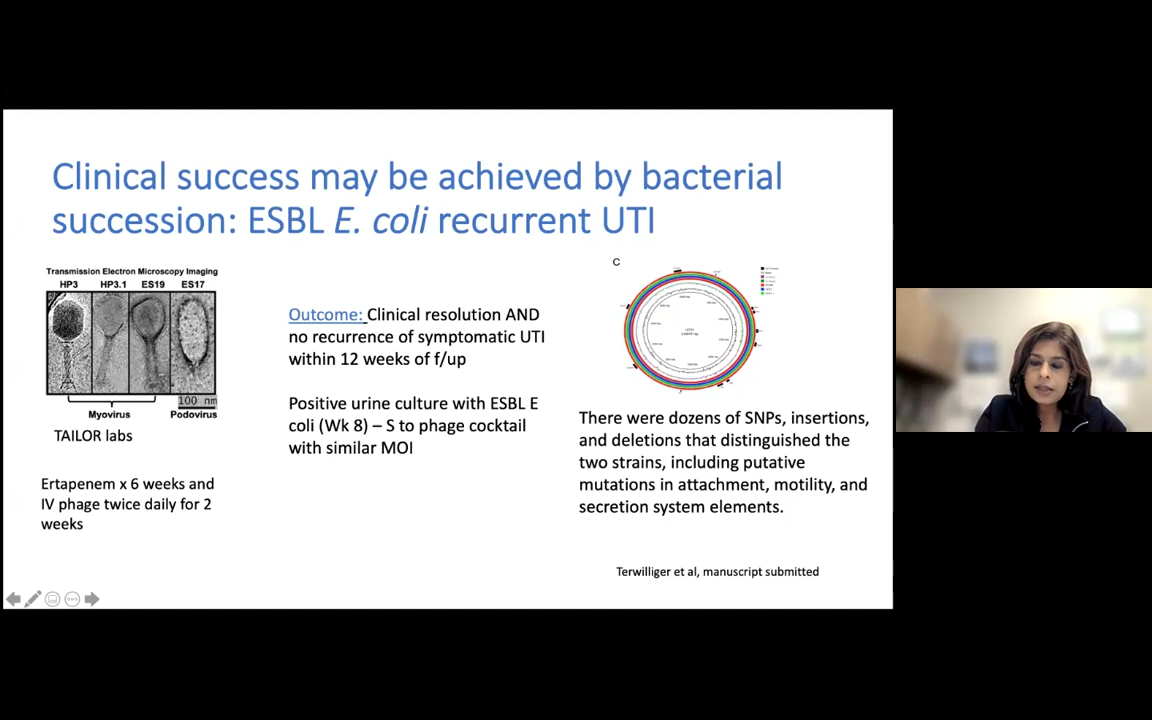 Clinical success may be achieved by bacterial
succession: ESBL E. coli recurrent UTI
Transmission Electron Microscopy Imaging
HP3 HP3.1 ES19 ES17
100 nm
Myovirus Podovirus
TAILOR labs
Ertapenem x 6 weeks and
IV phage twice daily for 2
weeks
Outcome: Clinical resolution AND
no recurrence of symptomatic UTI
within 12 weeks of f/up
Positive urine culture with ESBL E
coli (Wk 8) – S to phage cocktail
with similar MOI
C
There were dozens of SNPs, insertions,
and deletions that distinguished the
two strains, including putative
mutations in attachment, motility, and
secretion system elements.
Terwilliger et al, manuscript submitted